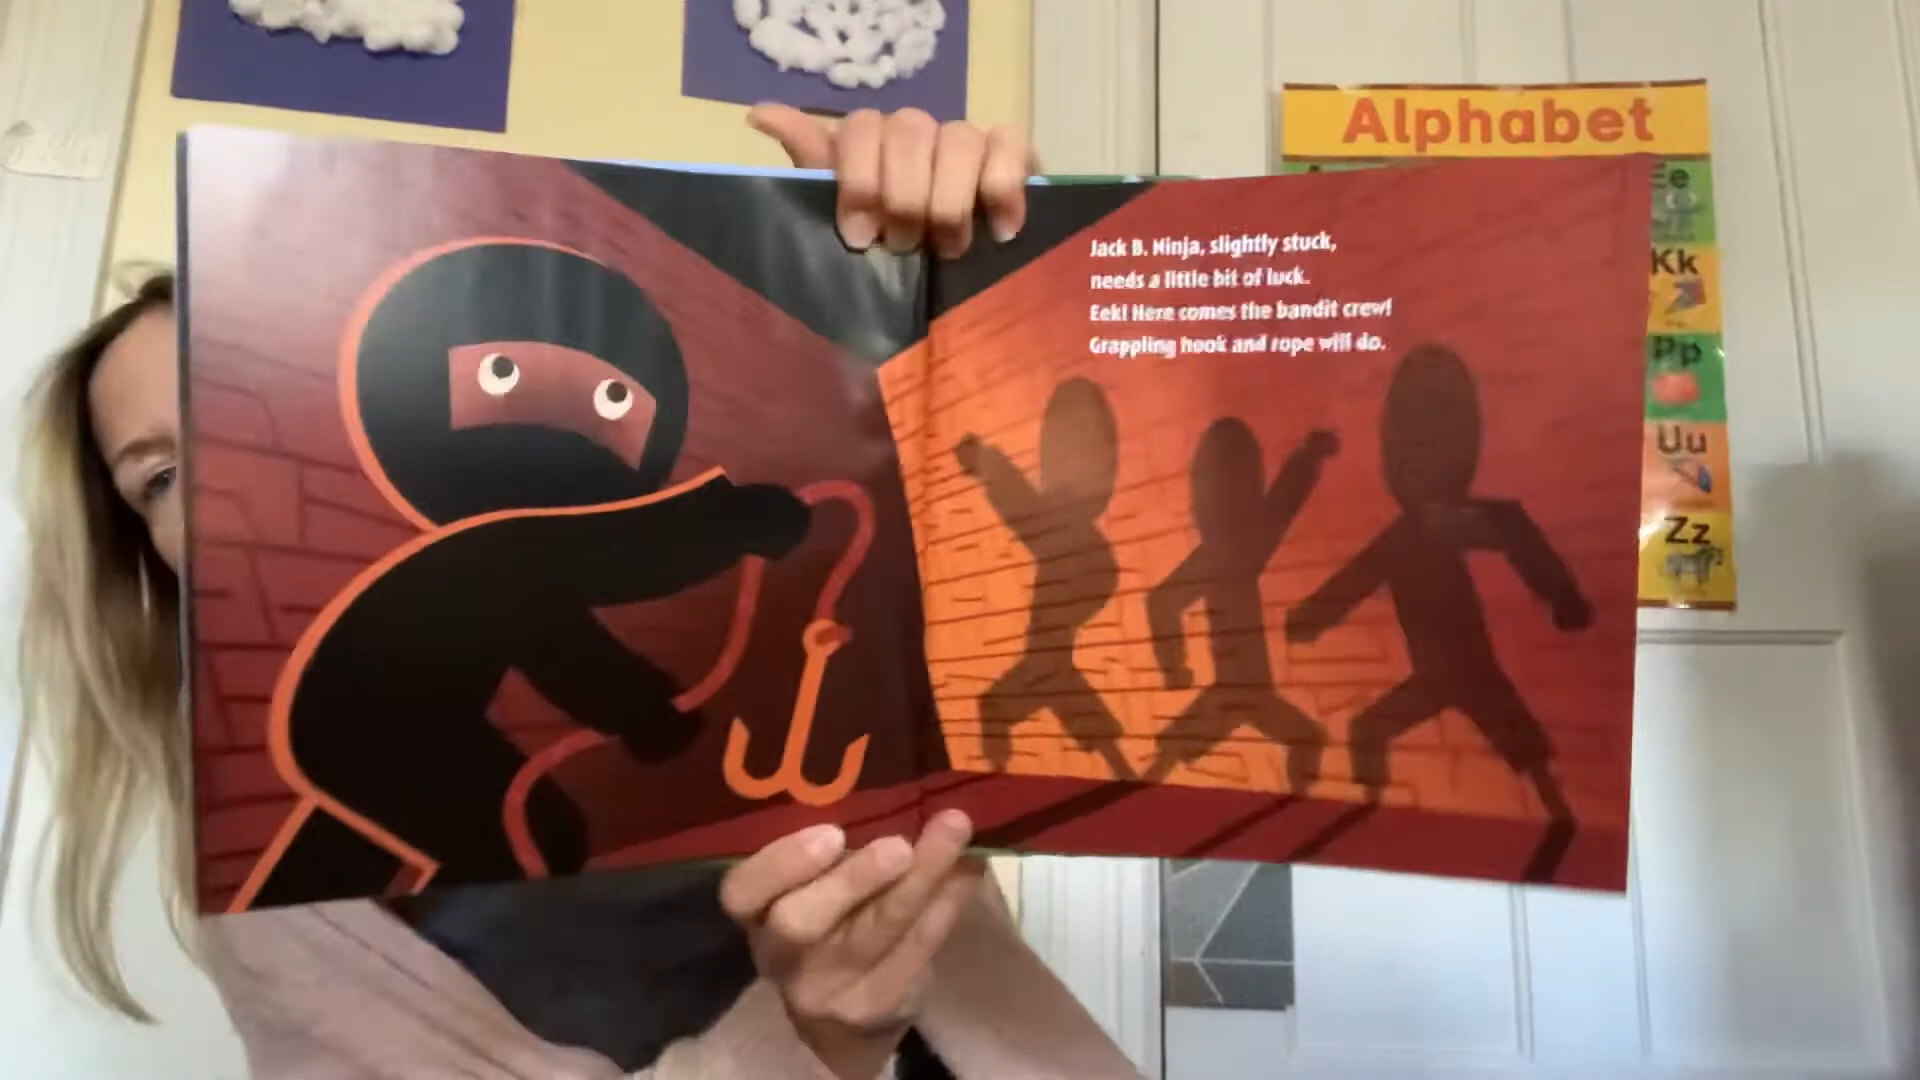 Alphabet
Ee
Kk
Pp
Uu
Zz
Jack B. Ninja, slightly stuck,
needs a little bit of luck.
Eek! Here comes the bandit crew!
Grappling hook and rope will do.